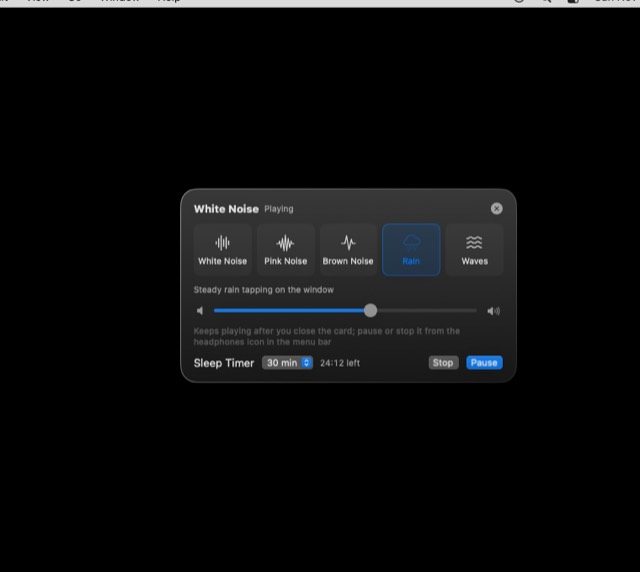 White Noise Playing
White Noise Pink Noise Brown Noise Rain Waves
Steady rain tapping on the window
Keeps playing after you close the card; pause or stop it from the
headphones icon in the menu bar
Sleep Timer 30 min 24:12 left Stop Pause